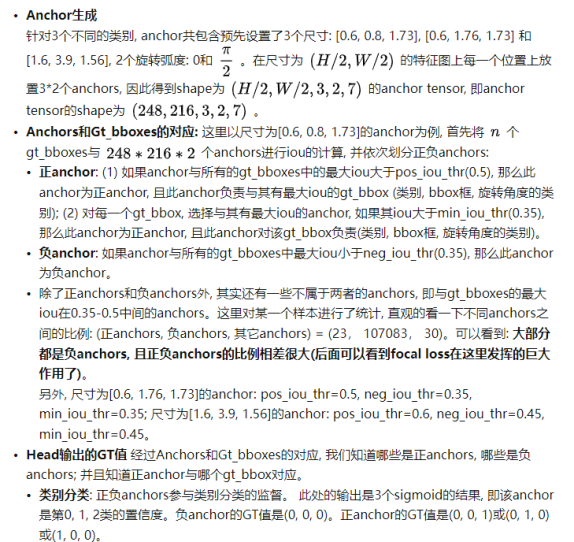 • Anchor生成
针对3个不同的类别, anchor共包含预先设置了3个尺寸: [0.6, 0.8, 1.73], [0.6, 1.76, 1.73] 和
[1.6, 3.9, 1.56], 2个旋转弧度: 0和 π/2 。在尺寸为 (H/2, W/2) 的特征图上每一个位置上放
置3*2个anchors, 因此得到shape为 (H/2, W/2, 3, 2, 7) 的anchor tensor, 即anchor
tensor的shape为 (248, 216, 3, 2, 7) 。
• Anchors和Gt_bboxes的对应: 这里以尺寸为[0.6, 0.8, 1.73]的anchor为例, 首先将 n 个
gt_bboxes与 248 * 216 * 2 个anchors进行iou的计算, 并依次划分正负anchors:
• 正anchor: (1) 如果anchor与所有的gt_bboxes中的最大iou大于pos_iou_thr(0.5), 那么此
anchor为正anchor, 且此anchor负责与其有最大iou的gt_bbox (类别, bbox框, 旋转角度的类
别); (2) 对每一个gt_bbox, 选择与其有最大iou的anchor, 如果其iou大于min_iou_thr(0.35),
那么此anchor为正anchor, 且此anchor对该gt_bbox负责(类别, bbox框, 旋转角度的类别)。
• 负anchor: 如果anchor与所有的gt_bboxes中最大iou小于neg_iou_thr(0.35), 那么此anchor
为负anchor。
• 除了正anchors和负anchors外, 其实还有一些不属于两者的anchors, 即与gt_bboxes的最大
iou在0.35-0.5中间的anchors。这里对某一个样本进行了统计, 直观的看一下不同anchors之
间的比例: (正anchors, 负anchors, 其它anchors) = (23, 107083, 30)。可以看到: 大部分
都是负anchors, 且正负anchors的比例相差很大(后面可以看到focal loss在这里发挥的巨大
作用了)。
另外, 尺寸为[0.6, 1.76, 1.73]的anchor: pos_iou_thr=0.5, neg_iou_thr=0.35,
min_iou_thr=0.35; 尺寸为[1.6, 3.9, 1.56]的anchor: pos_iou_thr=0.6, neg_iou_thr=0.45,
min_iou_thr=0.45。
• Head输出的GT值 经过Anchors和Gt_bboxes的对应, 我们知道哪些是正anchors, 哪些是负
anchors; 并且知道正anchor与哪个gt_bbox对应。
• 类别分类: 正负anchors参与类别分类的监督。 此处的输出是3个sigmoid的结果, 即该anchor
是第0, 1, 2类的置信度。负anchor的GT值是(0, 0, 0)。正anchor的GT值是(0, 0, 1)或(0, 1, 0)
或(1, 0, 0)。